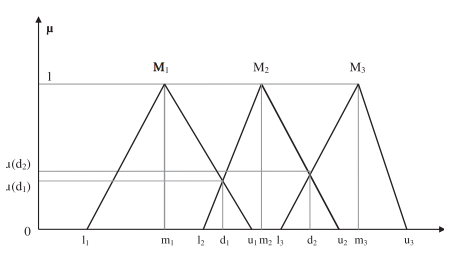 μ
M₁ M₂ M₃
1
ɹ(d₂)
ɹ(d₁)
0
l₁ m₁ l₂ d₁ u₁ m₂ l₃ d₂ u₂ m₃ u₃